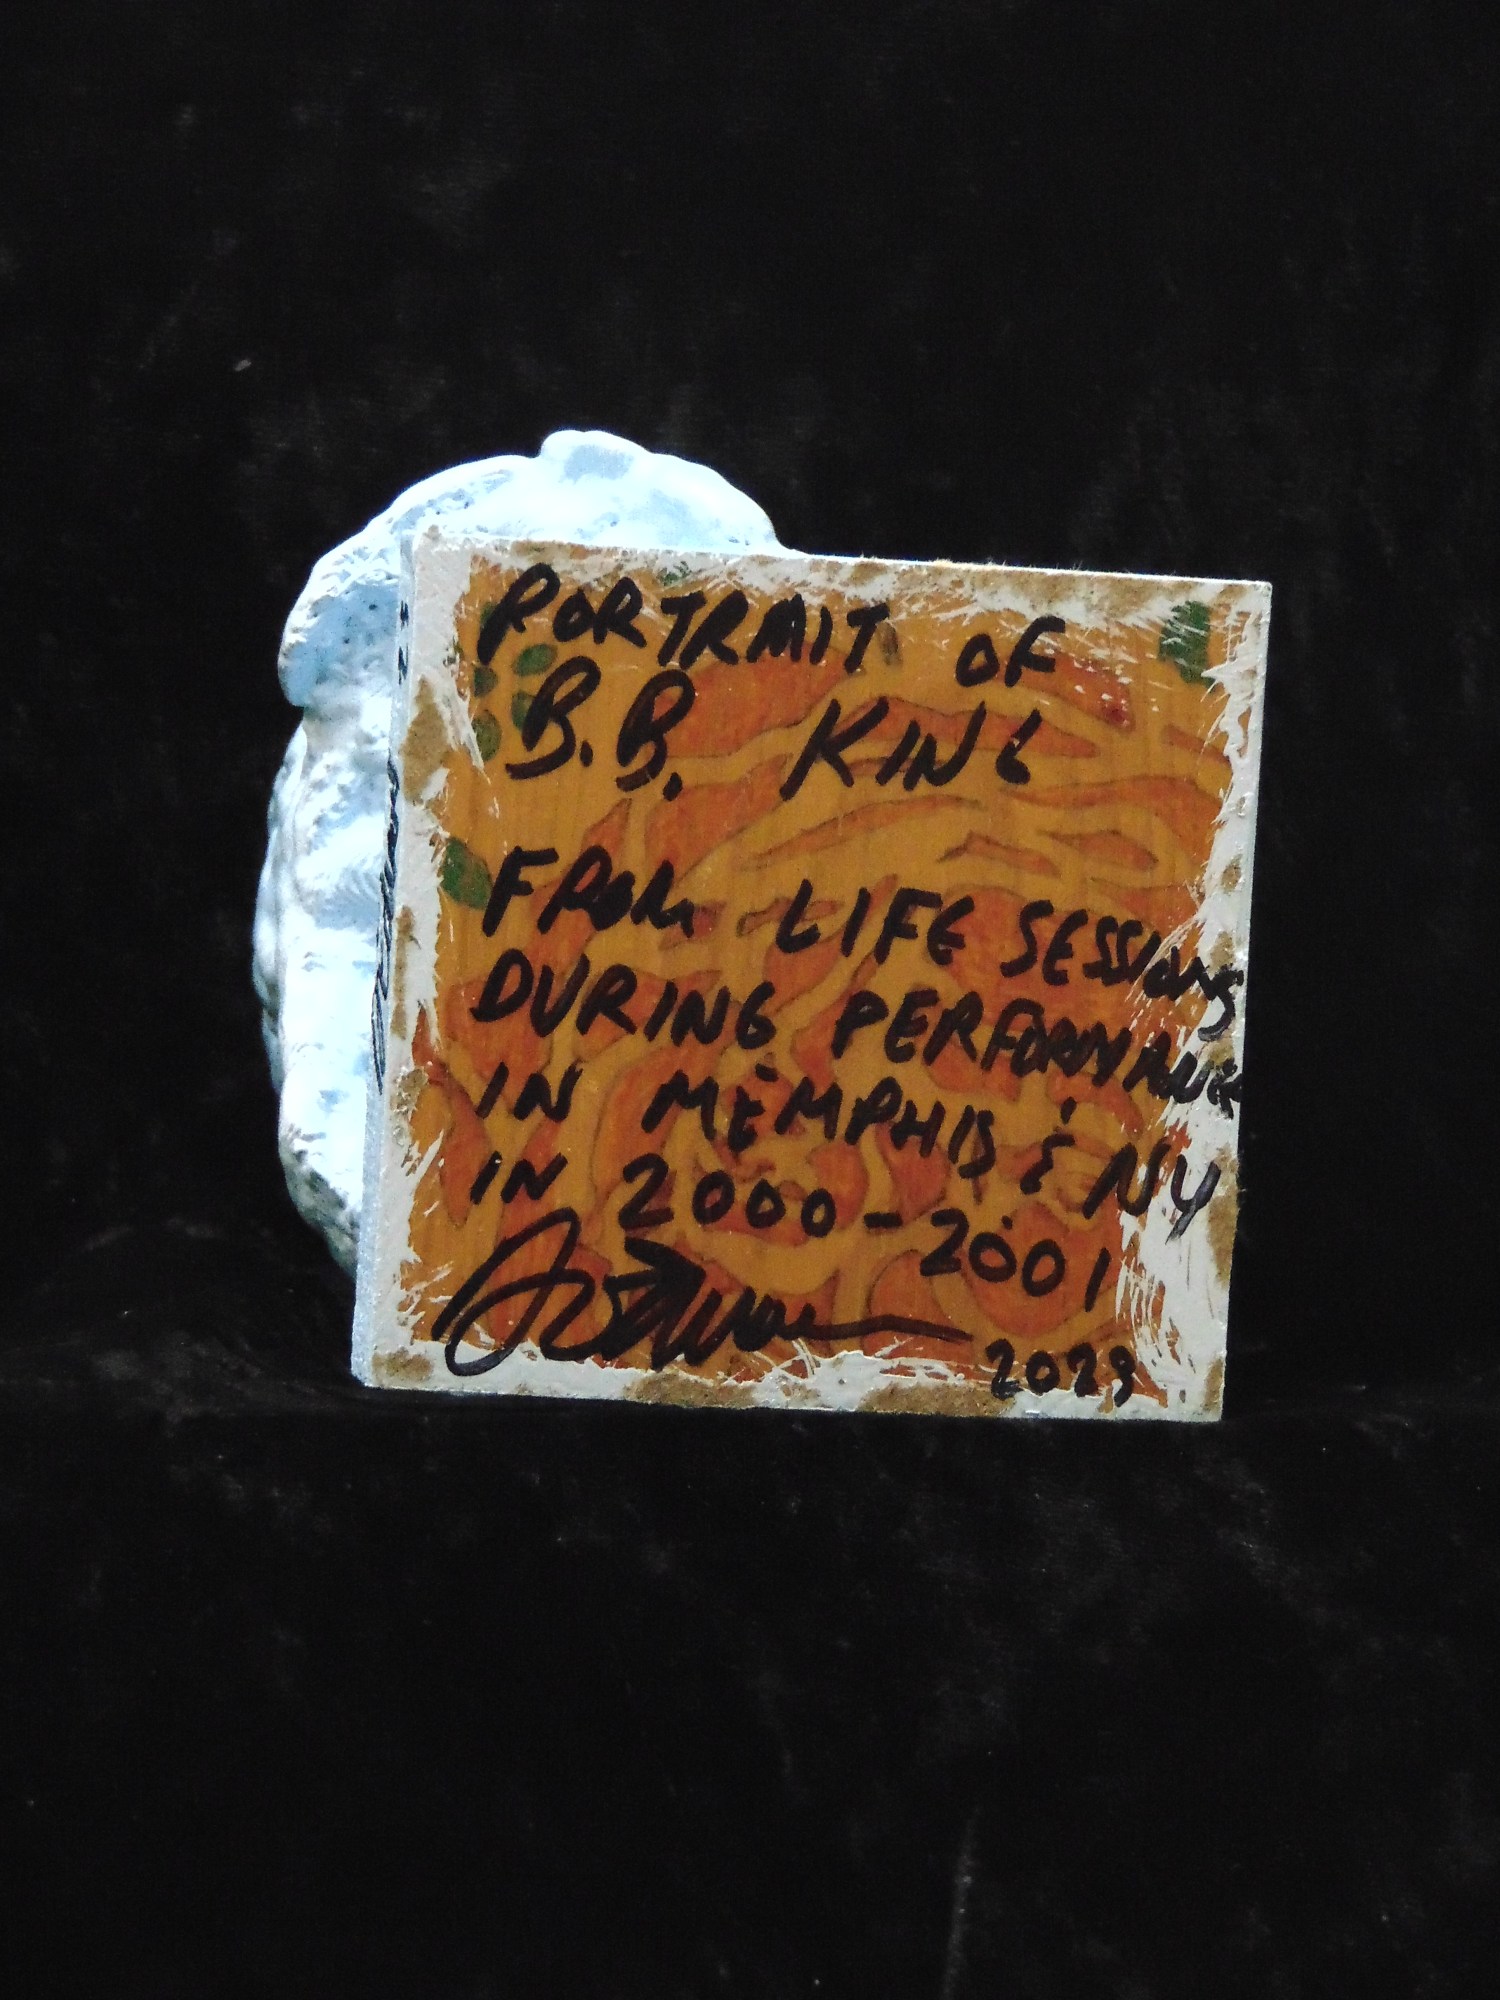 PORTRAIT OF
B.B. KING
FROM LIFE SESSIONS
DURING PERFORMANCE
IN MEMPHIS & NY
IN 2000-2001
2023